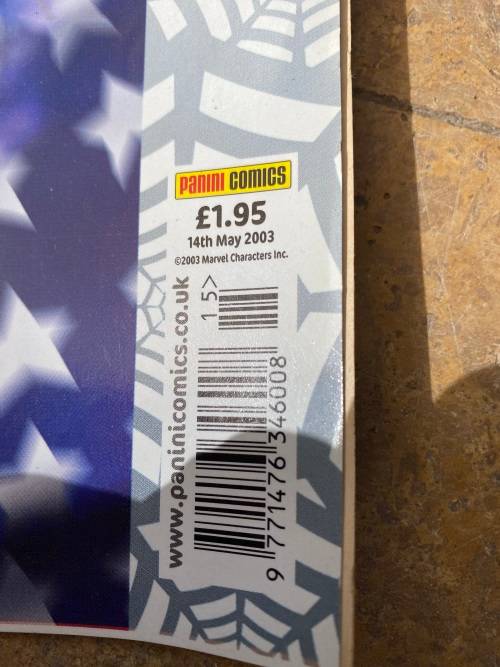 PANINI COMICS
£1.95
14th May 2003
©2003 Marvel Characters Inc.
www.paninicomics.co.uk
15>
9 771476 346008